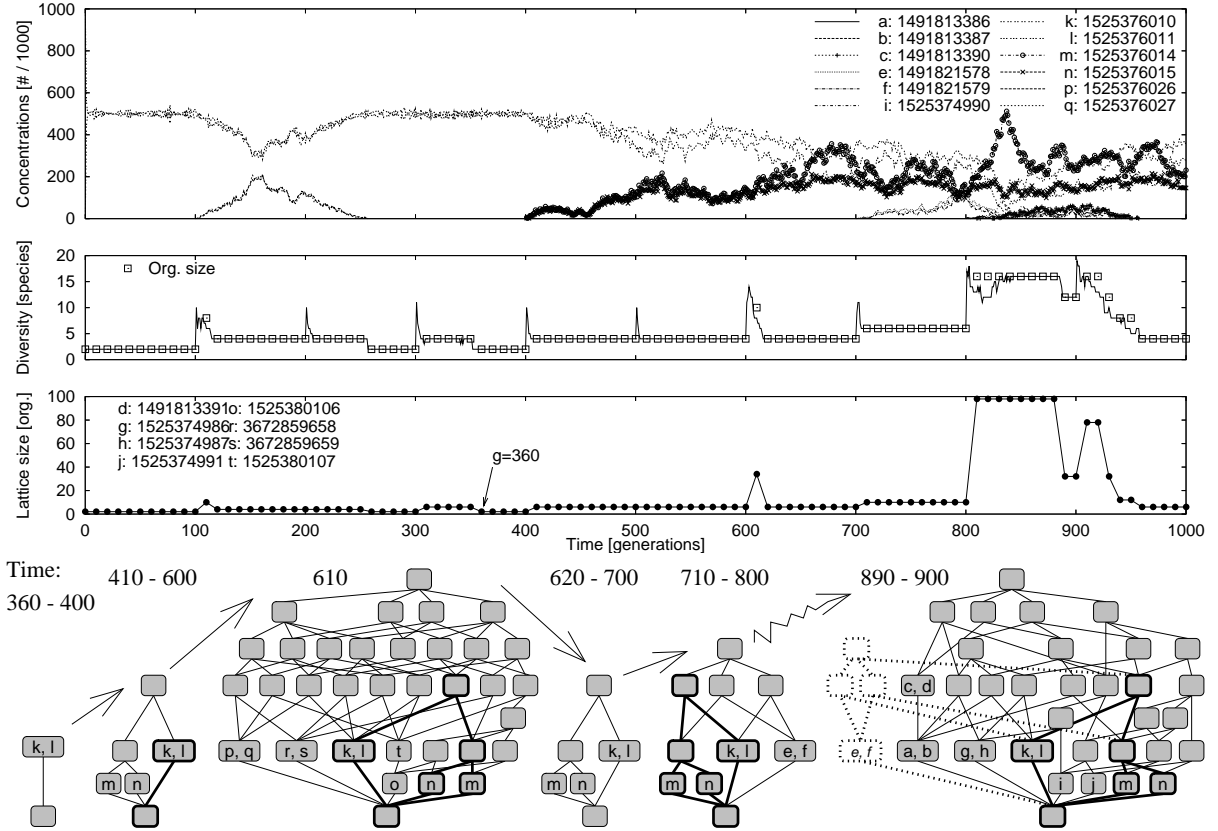 1000
800
600
400
200
0
Concentrations [# / 1000]
a: 1491813386 k: 1525376010
b: 1491813387 l: 1525376011
c: 1491813390 m: 1525376014
e: 1491821578 n: 1525376015
f: 1491821579 p: 1525376026
i: 1525374990 q: 1525376027
20
15
10
5
0
Diversity [species]
Org. size
100
80
60
40
20
0
Lattice size [org.]
d: 1491813391o: 1525380106
g: 1525374986r: 3672859658
h: 1525374987s: 3672859659
j: 1525374991 t: 1525380107
g=360
0 100 200 300 400 500 600 700 800 900 1000
Time [generations]
Time:
360 - 400
410 - 600
610
620 - 700
710 - 800
890 - 900
c, d
k, l
k, l
p, q
r, s
k, l
t
k, l
k, l
e, f
e, f
a, b
g, h
k, l
m
n
o
n
m
m
n
m
n
i
j
m
n